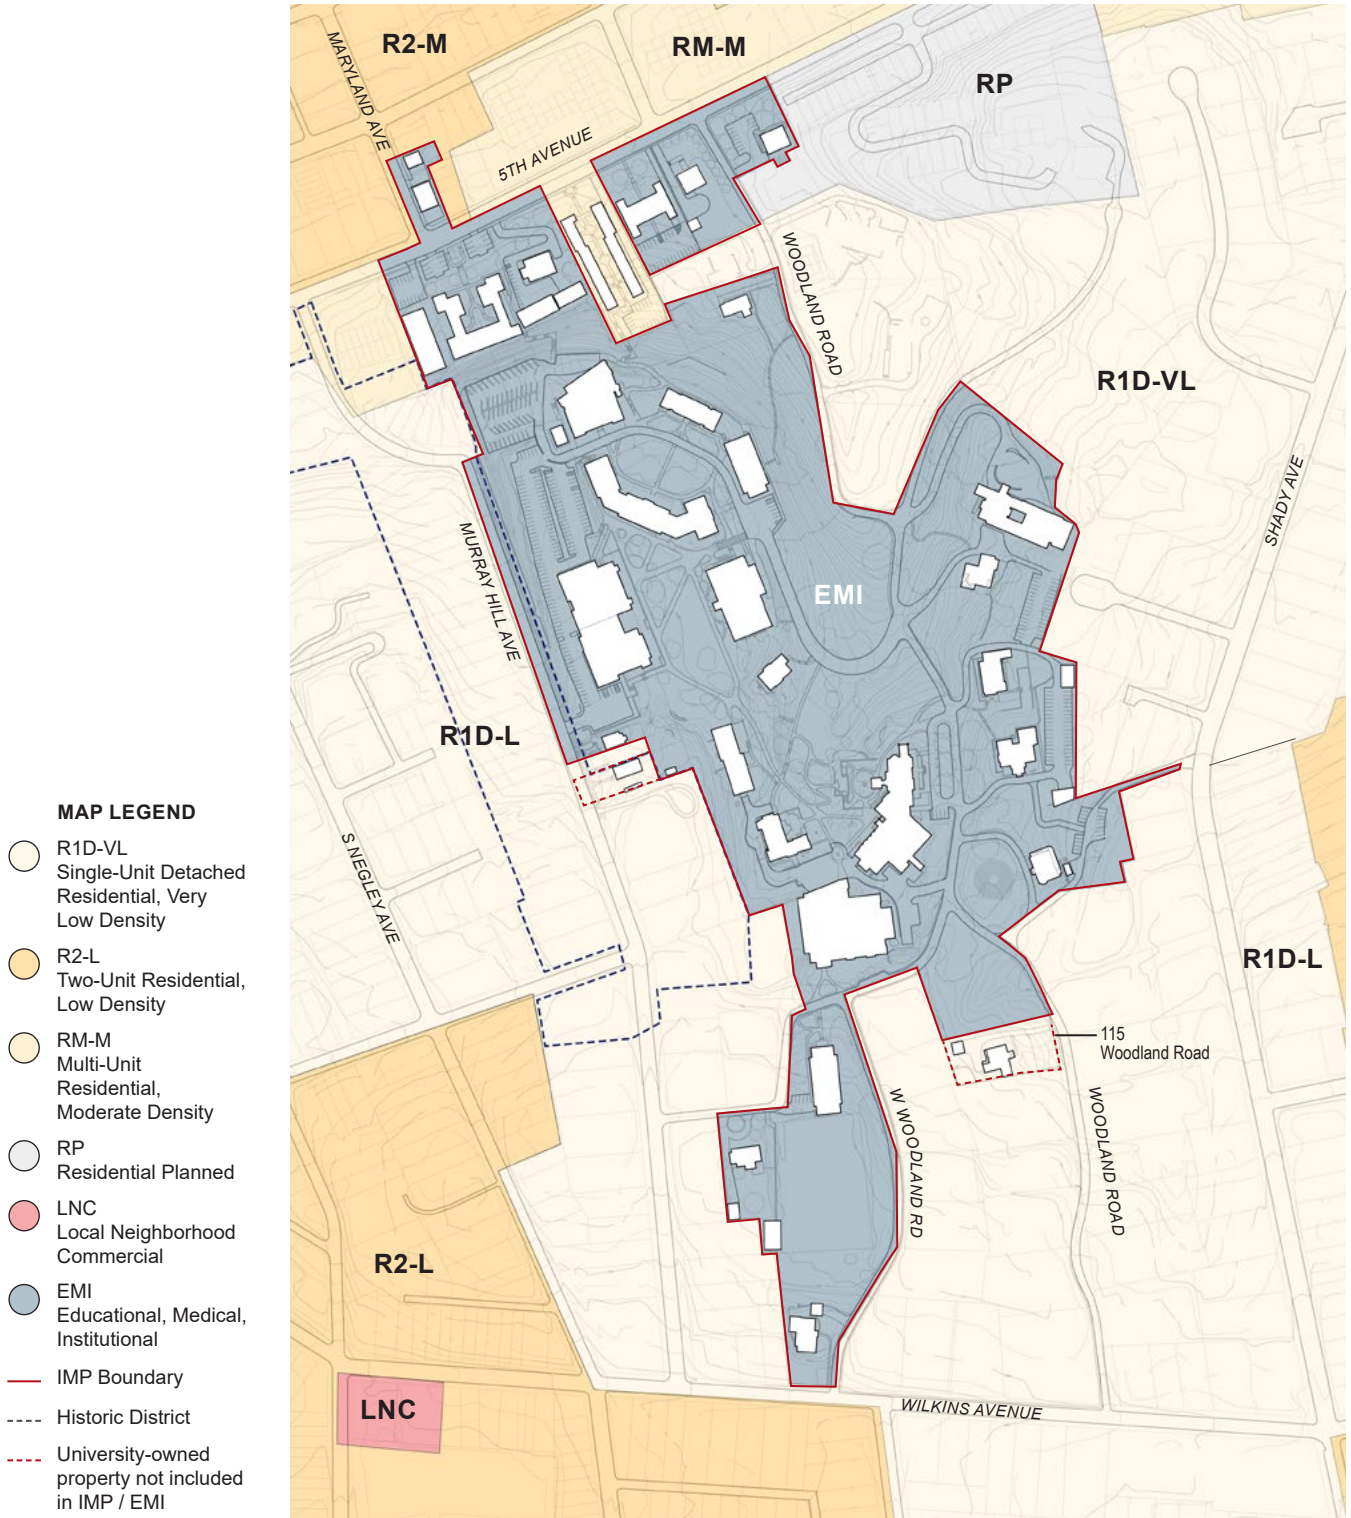 R2-M
RM-M
RP
MARYLAND AVE
5TH AVENUE
WOODLAND ROAD
R1D-VL
SHADY AVE
MURRAY HILL AVE
EMI
R1D-L
S NEGLEY AVE
R1D-L
115
Woodland Road
W WOODLAND RD
WOODLAND ROAD
R2-L
LNC
WILKINS AVENUE
MAP LEGEND
R1D-VL
Single-Unit Detached
Residential, Very
Low Density
R2-L
Two-Unit Residential,
Low Density
RM-M
Multi-Unit
Residential,
Moderate Density
RP
Residential Planned
LNC
Local Neighborhood
Commercial
EMI
Educational, Medical,
Institutional
IMP Boundary
Historic District
University-owned
property not included
in IMP / EMI